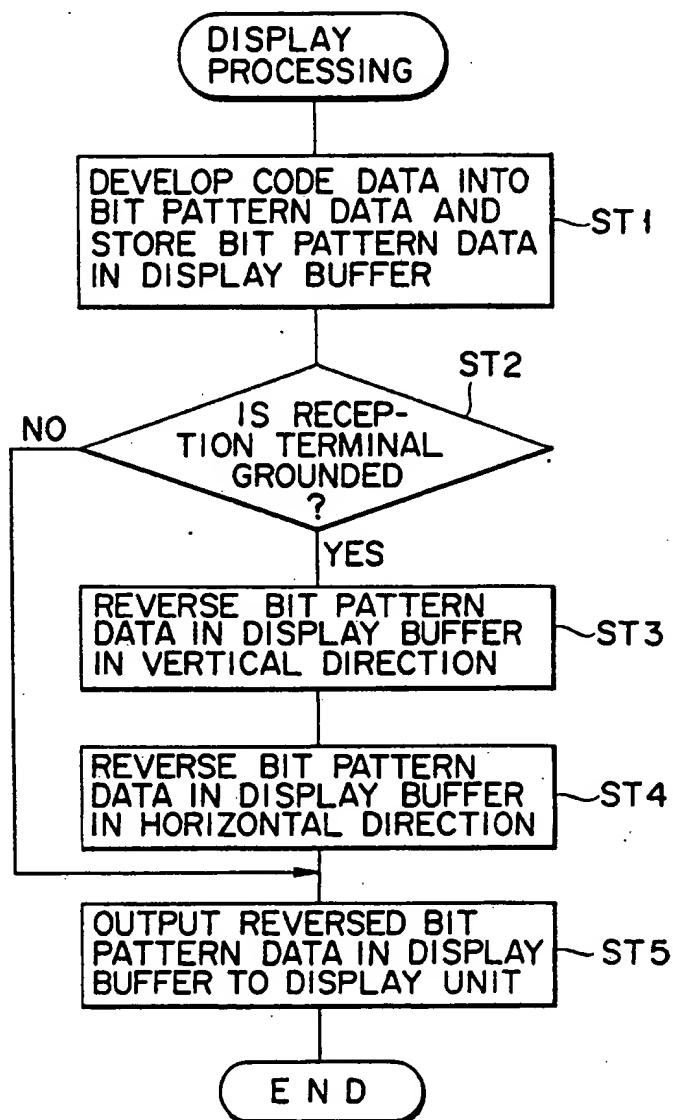 DISPLAY
PROCESSING
DEVELOP CODE DATA INTO
BIT PATTERN DATA AND
STORE BIT PATTERN DATA
IN DISPLAY BUFFER
ST1
ST2
IS RECEP-
TION TERMINAL
GROUNDED
?
NO
YES
REVERSE BIT PATTERN
DATA IN DISPLAY BUFFER
IN VERTICAL DIRECTION
ST3
REVERSE BIT PATTERN
DATA IN DISPLAY BUFFER
IN HORIZONTAL DIRECTION
ST4
OUTPUT REVERSED BIT
PATTERN DATA IN DISPLAY
BUFFER TO DISPLAY UNIT
ST5
END